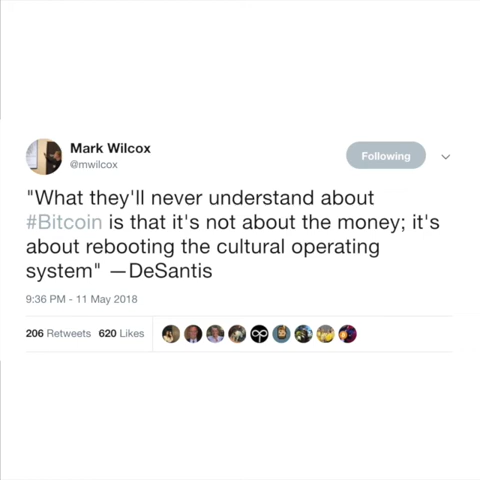 Mark Wilcox
@mwilcox
Following
"What they'll never understand about
#Bitcoin is that it's not about the money; it's
about rebooting the cultural operating
system" —DeSantis
9:36 PM - 11 May 2018
206 Retweets 620 Likes